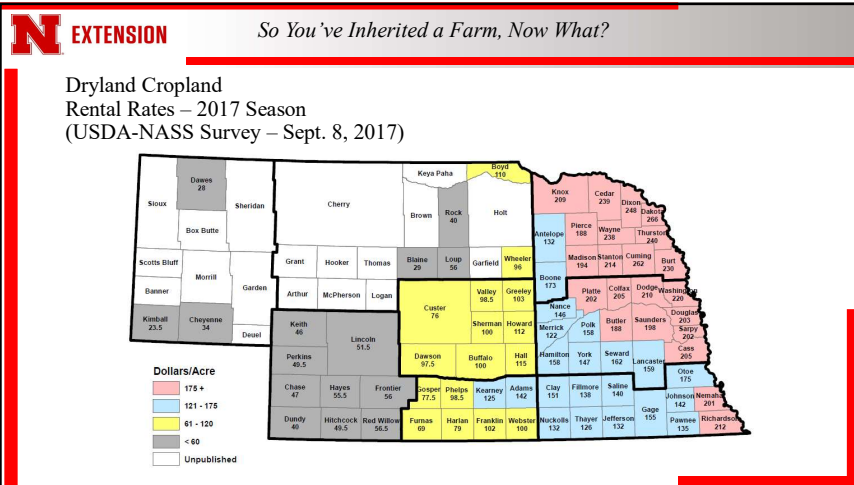 N EXTENSION
So You've Inherited a Farm, Now What?
Dryland Cropland
Rental Rates – 2017 Season
(USDA-NASS Survey – Sept. 8, 2017)
Sioux
Dawes
28
Box Butte
Sheridan
Scotts Bluff
Morrill
Banner
Garden
Kimball
23.5
Cheyenne
34
Deuel
Cherry
Keya Paha
Boyd
110
Brown
Rock
40
Holt
Grant
Hooker
Thomas
Blaine
29
Loup
56
Garfield
Wheeler
96
Arthur
McPherson
Logan
Keith
46
Lincoln
51.5
Perkins
49.5
Chase
47
Hayes
55.5
Frontier
56
Dundy
40
Hitchcock
49.5
Red Willow
56.5
Custer
76
Valley
98.5
Greeley
103
Sherman
100
Howard
112
Dawson
97.5
Buffalo
100
Hall
115
Gosper
77.5
Phelps
98.5
Kearney
125
Adams
142
Furnas
69
Harlan
79
Franklin
102
Webster
100
Knox
209
Cedar
239
Dixon
248
Dakota
266
Antelope
132
Pierce
188
Wayne
238
Thurston
240
Madison
194
Stanton
214
Cuming
262
Burt
230
Boone
173
Platte
202
Colfax
205
Dodge
210
Washington
220
Nance
146
Merrick
122
Polk
158
Butler
188
Saunders
198
Douglas
203
Sarpy
202
Hamilton
158
York
147
Seward
162
Lancaster
159
Cass
205
Otoe
175
Clay
151
Fillmore
138
Saline
140
Gage
155
Johnson
142
Nemaha
201
Nuckolls
132
Thayer
126
Jefferson
132
Pawnee
135
Richardson
212
Dollars/Acre
175 +
121 - 175
61 - 120
< 60
Unpublished